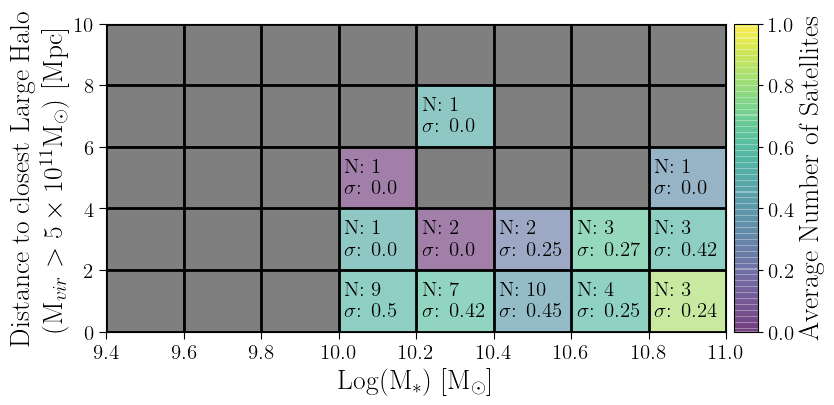 Distance to closest Large Halo
(M_vir > 5 × 10^11 M_⊙) [Mpc]
10
8
6
4
2
0
N: 1
σ: 0.0
N: 1
σ: 0.0
N: 1
σ: 0.0
N: 1
σ: 0.0
N: 2
σ: 0.0
N: 2
σ: 0.25
N: 3
σ: 0.27
N: 3
σ: 0.42
N: 9
σ: 0.5
N: 7
σ: 0.42
N: 10
σ: 0.45
N: 4
σ: 0.25
N: 3
σ: 0.24
9.4 9.6 9.8 10.0 10.2 10.4 10.6 10.8 11.0
Log(M_*) [M_⊙]
1.0
0.8
0.6
0.4
0.2
0.0
Average Number of Satellites